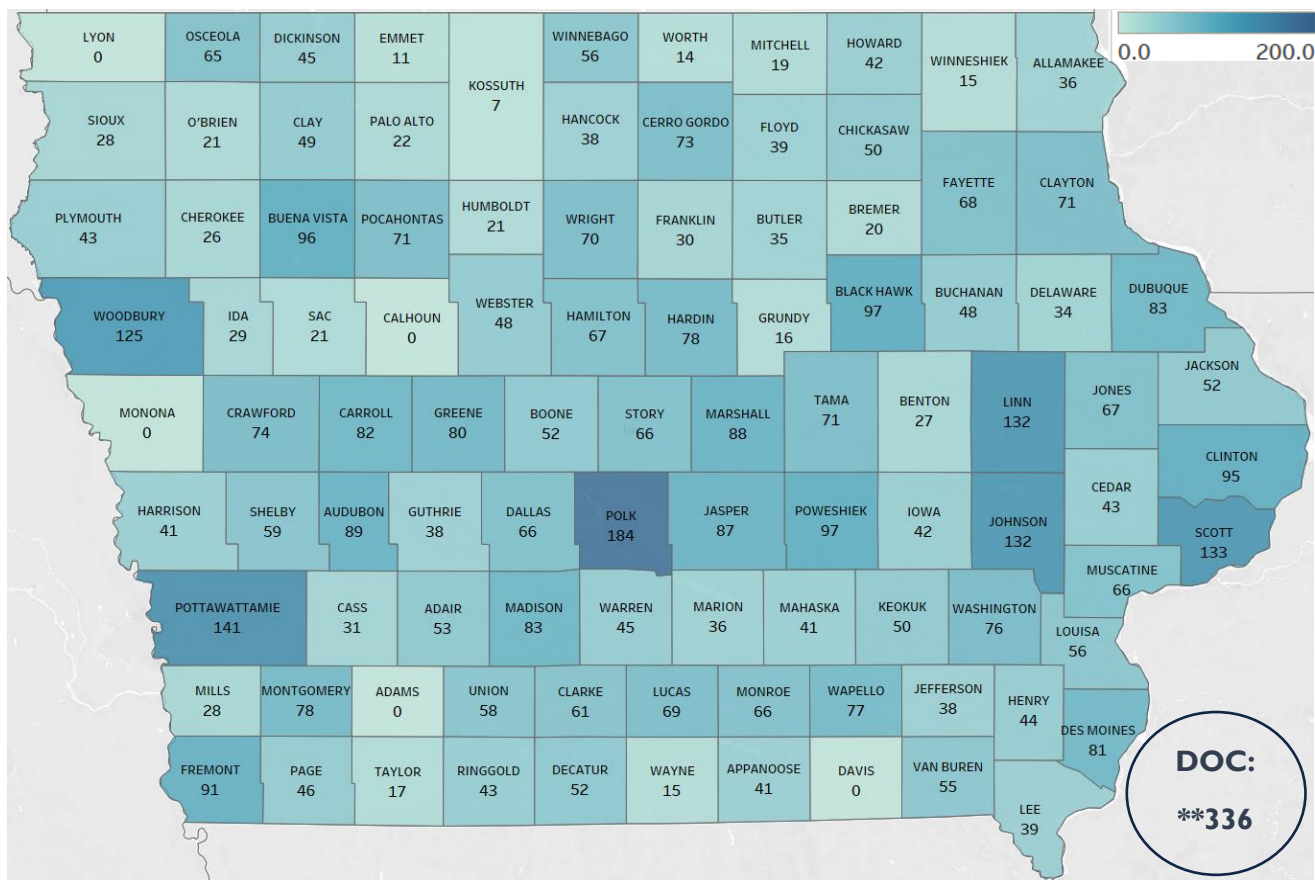 LYON
0
OSCEOLA
65
DICKINSON
45
EMMET
11
KOSSUTH
7
WINNEBAGO
56
WORTH
14
MITCHELL
19
HOWARD
42
WINNESHIEK
15
ALLAMAKEE
36
0.0 200.0
SIOUX
28
O'BRIEN
21
CLAY
49
PALO ALTO
22
HANCOCK
38
CERRO GORDO
73
FLOYD
39
CHICKASAW
50
FAYETTE
68
CLAYTON
71
PLYMOUTH
43
CHEROKEE
26
BUENA VISTA
96
POCAHONTAS
71
HUMBOLDT
21
WRIGHT
70
FRANKLIN
30
BUTLER
35
BREMER
20
WOODBURY
125
IDA
29
SAC
21
CALHOUN
0
WEBSTER
48
HAMILTON
67
HARDIN
78
GRUNDY
16
BLACK HAWK
97
BUCHANAN
48
DELAWARE
34
DUBUQUE
83
MONONA
0
CRAWFORD
74
CARROLL
82
GREENE
80
BOONE
52
STORY
66
MARSHALL
88
TAMA
71
BENTON
27
LINN
132
JONES
67
JACKSON
52
CLINTON
95
HARRISON
41
SHELBY
59
AUDUBON
89
GUTHRIE
38
DALLAS
66
POLK
184
JASPER
87
POWESHIEK
97
IOWA
42
JOHNSON
132
CEDAR
43
SCOTT
133
MUSCATINE
66
POTTAWATTAMIE
141
CASS
31
ADAIR
53
MADISON
83
WARREN
45
MARION
36
MAHASKA
41
KEOKUK
50
WASHINGTON
76
LOUISA
56
MILLS
28
MONTGOMERY
78
ADAMS
0
UNION
58
CLARKE
61
LUCAS
69
MONROE
66
WAPELLO
77
JEFFERSON
38
HENRY
44
DES MOINES
81
FREMONT
91
PAGE
46
TAYLOR
17
RINGGOLD
43
DECATUR
52
WAYNE
15
APPANOOSE
41
DAVIS
0
VAN BUREN
55
LEE
39
DOC:
**336